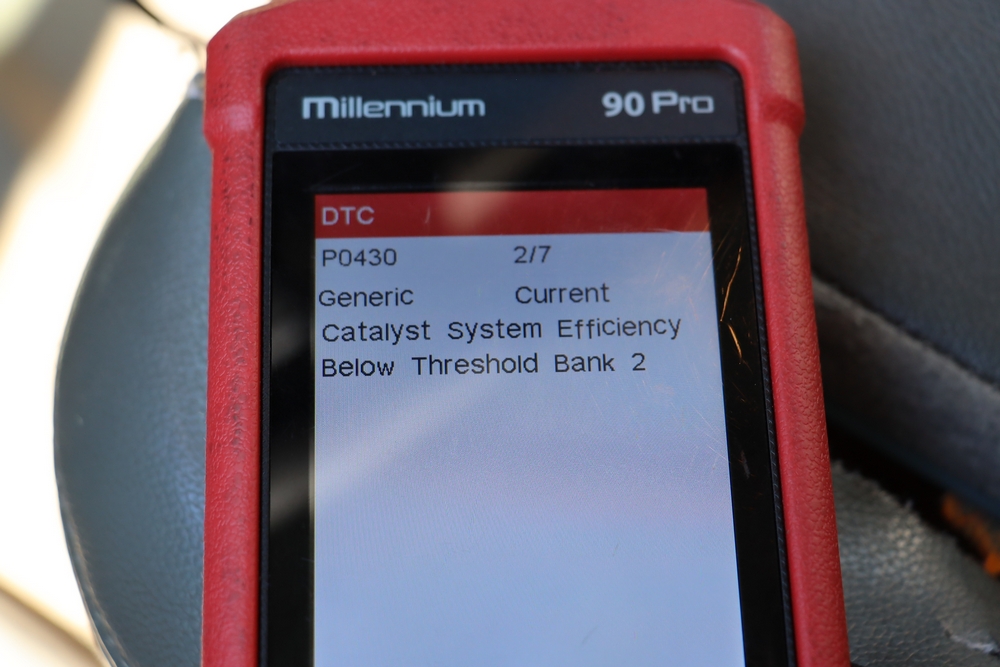 Millennium 90 Pro
DTC
P0430 2/7
Generic Current
Catalyst System Efficiency
Below Threshold Bank 2